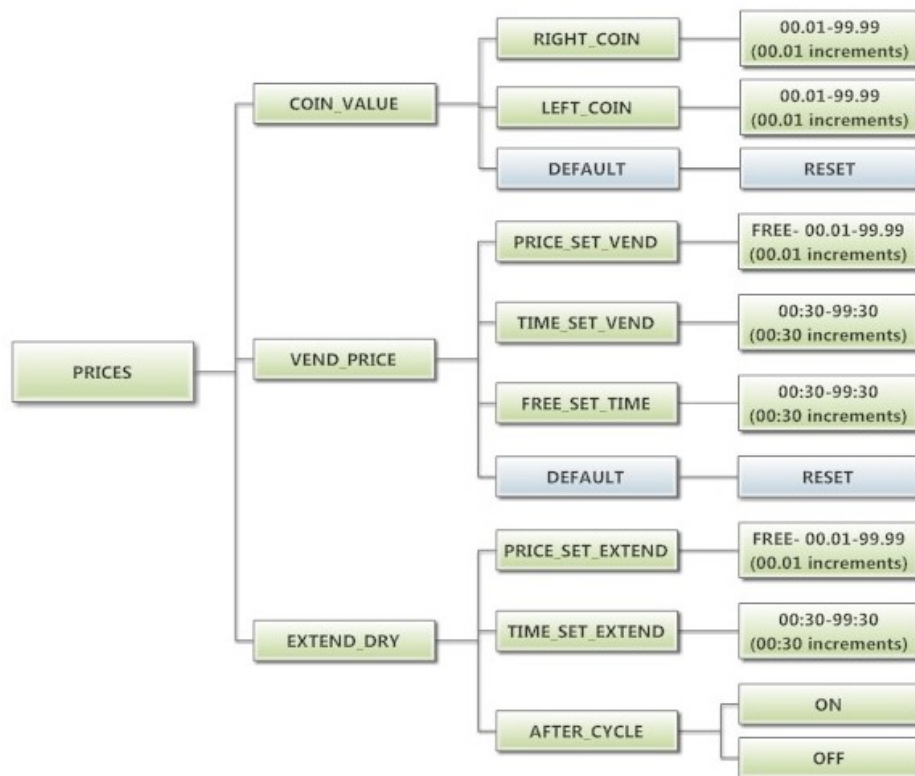 RIGHT_COIN
00.01-99.99
(00.01 increments)
COIN_VALUE
LEFT_COIN
00.01-99.99
(00.01 increments)
DEFAULT
RESET
PRICE_SET_VEND
FREE- 00.01-99.99
(00.01 increments)
TIME_SET_VEND
00:30-99:30
(00:30 increments)
PRICES
VEND_PRICE
FREE_SET_TIME
00:30-99:30
(00:30 increments)
DEFAULT
RESET
PRICE_SET_EXTEND
FREE- 00.01-99.99
(00.01 increments)
EXTEND_DRY
TIME_SET_EXTEND
00:30-99:30
(00:30 increments)
AFTER_CYCLE
ON
OFF